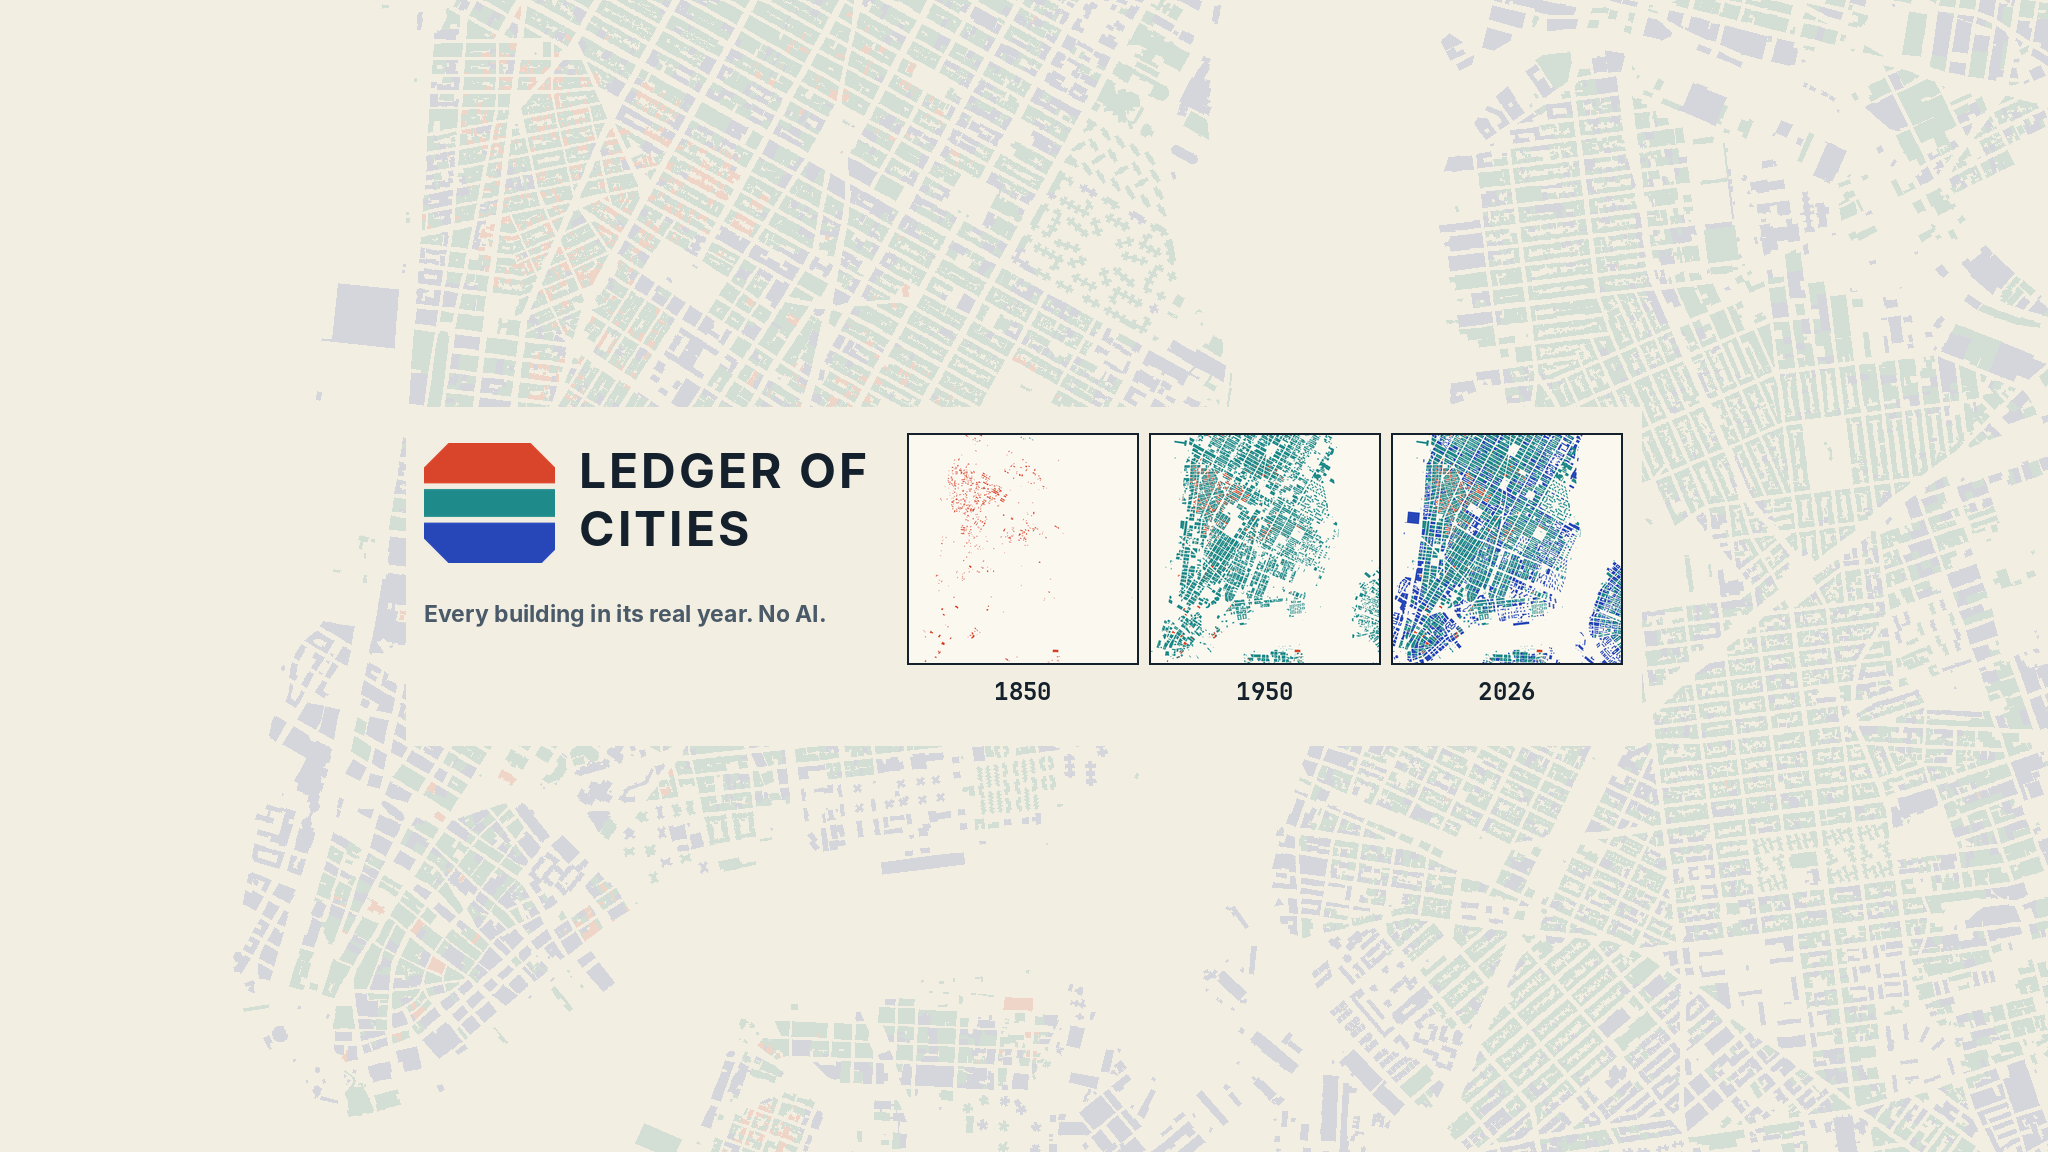 LEDGER OF
CITIES
Every building in its real year. No AI.
1850
1950
2026